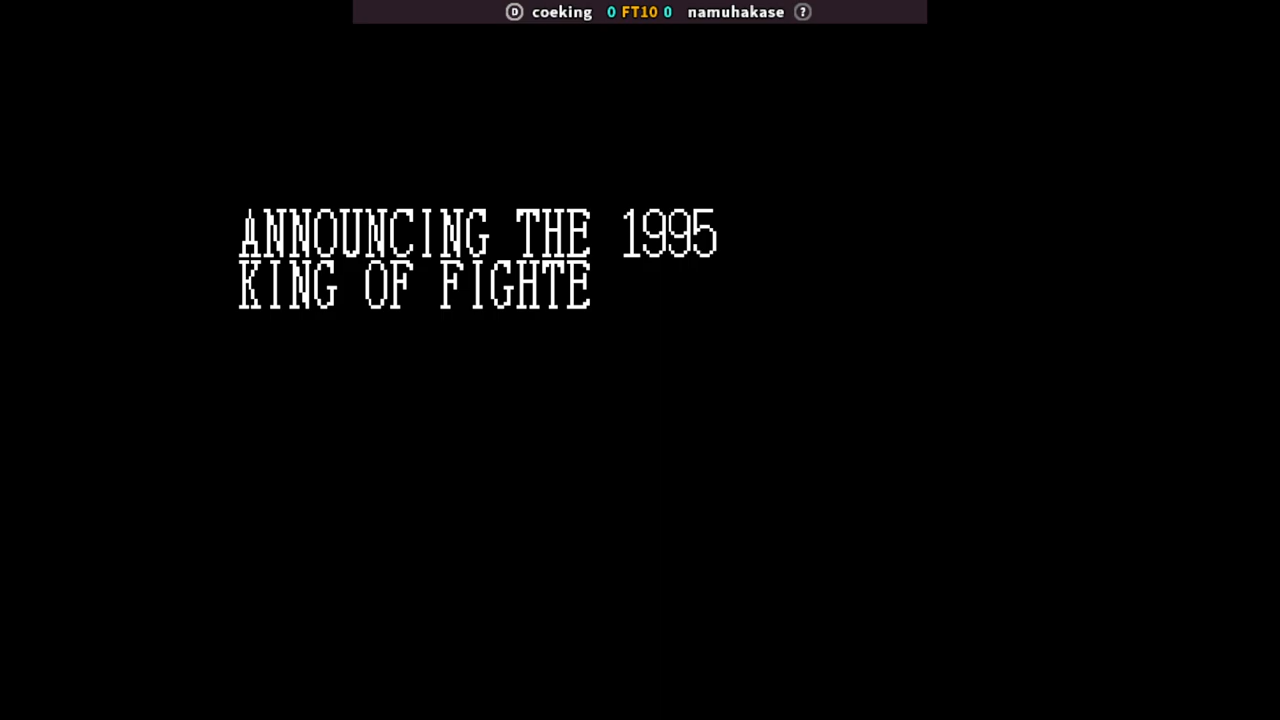 D coeking 0 FT10 0 namuhakase ?
ANNOUNCING THE 1995
KING OF FIGHTE